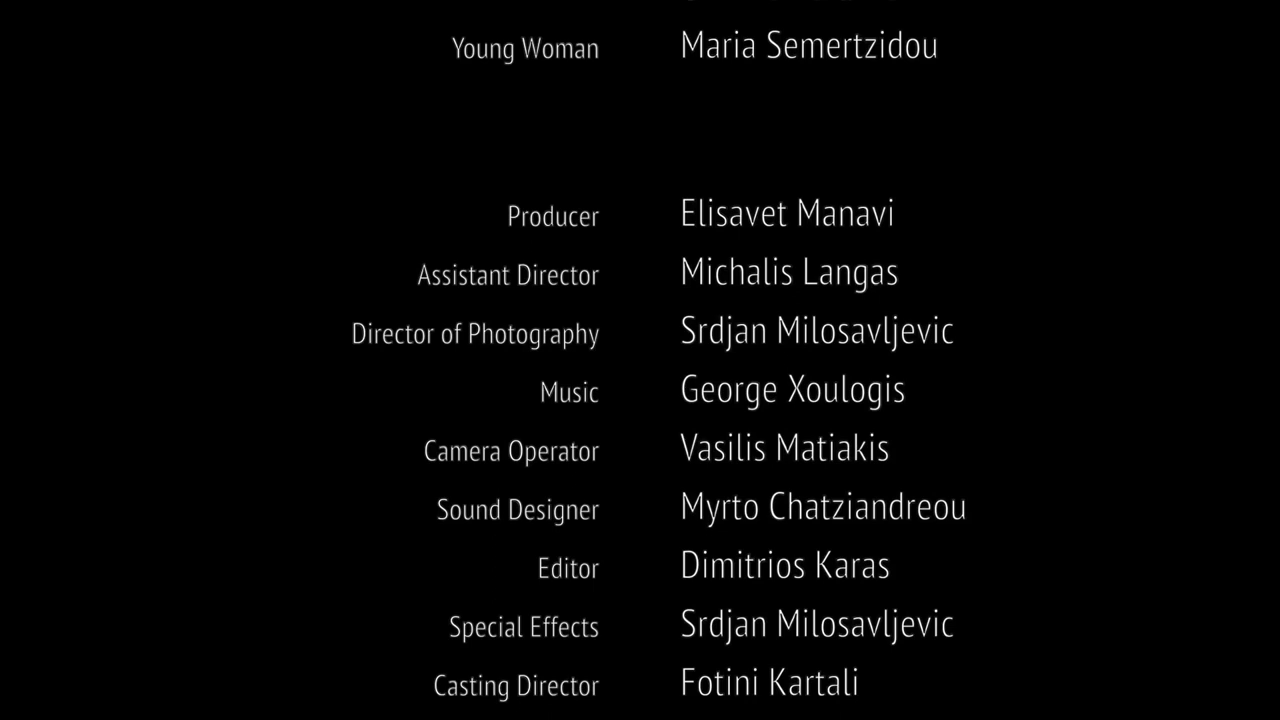 Young Woman Maria Semertzidou
Producer Elisavet Manavi
Assistant Director Michalis Langas
Director of Photography Srdjan Milosavljevic
Music George Xoulogis
Camera Operator Vasilis Matiakis
Sound Designer Myrto Chatziandreou
Editor Dimitrios Karas
Special Effects Srdjan Milosavljevic
Casting Director Fotini Kartali